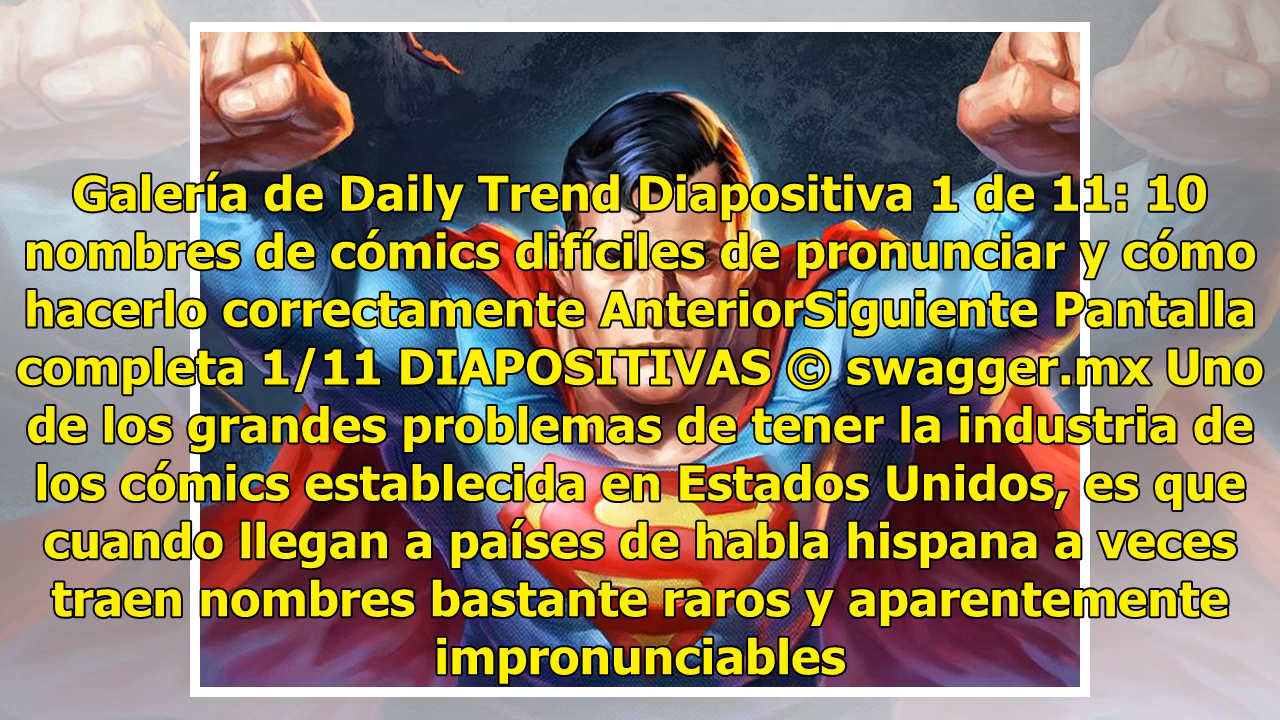 Galería de Daily Trend Diapositiva 1 de 11: 10
nombres de cómics difíciles de pronunciar y cómo
hacerlo correctamente AnteriorSiguiente Pantalla
completa 1/11 DIAPOSITIVAS © swagger.mx Uno
de los grandes problemas de tener la industria de
los cómics establecida en Estados Unidos, es que
cuando llegan a países de habla hispana a veces
traen nombres bastante raros y aparentemente
impronunciables